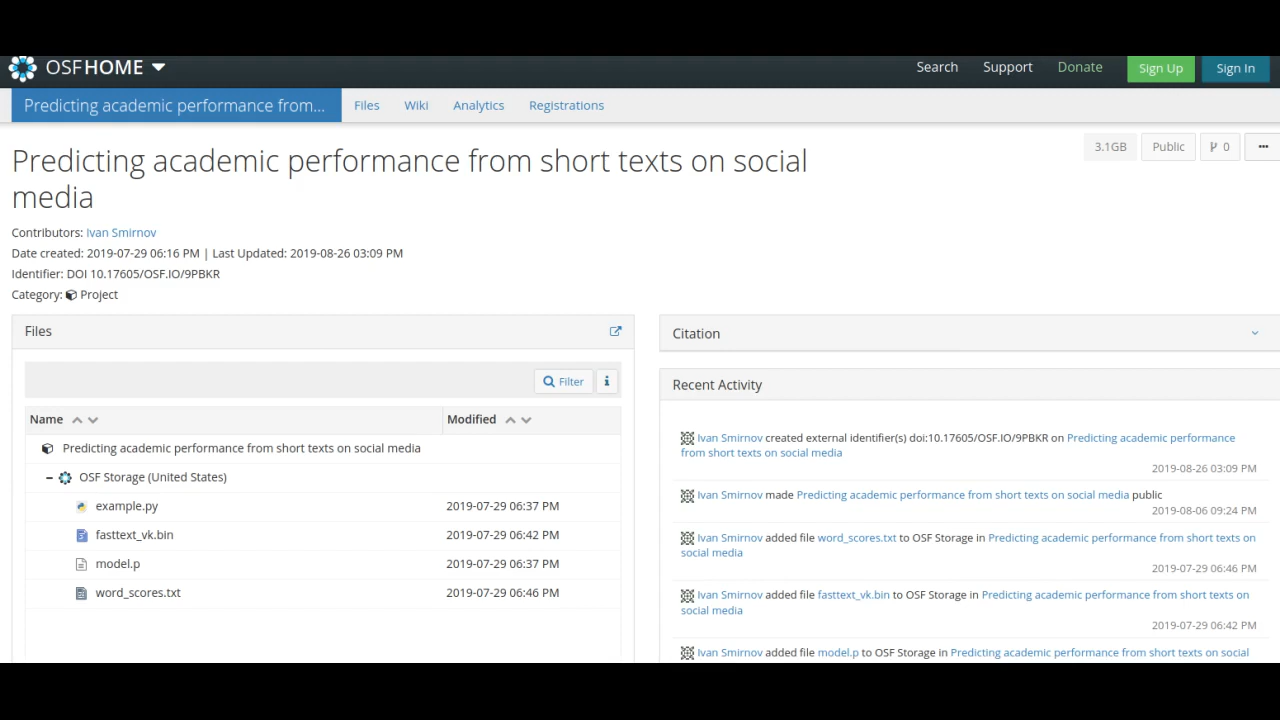 OSFHOME
Search Support Donate Sign Up Sign In
Predicting academic performance from... Files Wiki Analytics Registrations
3.1GB Public 0 ...
Predicting academic performance from short texts on social
media
Contributors: Ivan Smirnov
Date created: 2019-07-29 06:16 PM | Last Updated: 2019-08-26 03:09 PM
Identifier: DOI 10.17605/OSF.IO/9PBKR
Category: Project
Files
Filter i
Name Modified
Predicting academic performance from short texts on social media
OSF Storage (United States)
example.py 2019-07-29 06:37 PM
fasttext_vk.bin 2019-07-29 06:42 PM
model.p 2019-07-29 06:37 PM
word_scores.txt 2019-07-29 06:46 PM
Citation
Recent Activity
Ivan Smirnov created external identifier(s) doi:10.17605/OSF.IO/9PBKR on Predicting academic performance
from short texts on social media
2019-08-26 03:09 PM
Ivan Smirnov made Predicting academic performance from short texts on social media public
2019-08-06 09:24 PM
Ivan Smirnov added file word_scores.txt to OSF Storage in Predicting academic performance from short texts on
social media
2019-07-29 06:46 PM
Ivan Smirnov added file fasttext_vk.bin to OSF Storage in Predicting academic performance from short texts on
social media
2019-07-29 06:42 PM
Ivan Smirnov added file model.p to OSF Storage in Predicting academic performance from short texts on social